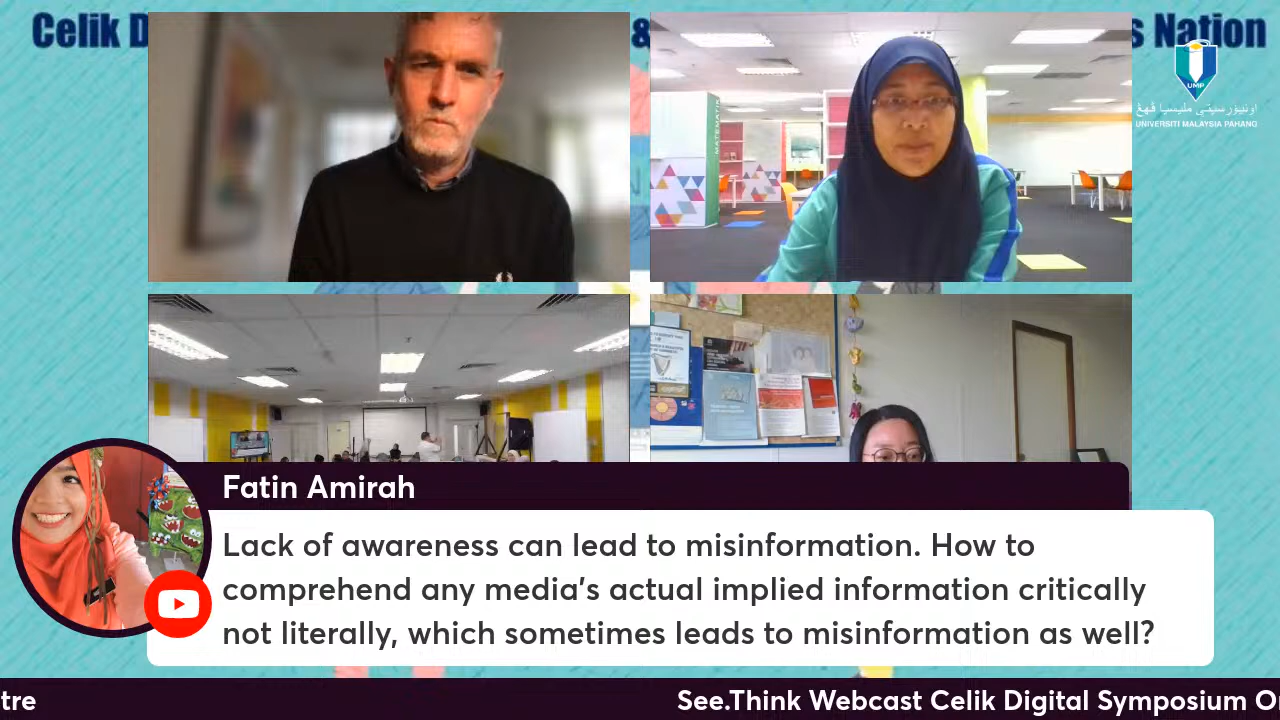 Celik D
&
s Nation
UMP
اونيۏرسيتي مليسيا ڤهڠ
UNIVERSITI MALAYSIA PAHANG
MATEMATIK
Fatin Amirah
Lack of awareness can lead to misinformation. How to
comprehend any media's actual implied information critically
not literally, which sometimes leads to misinformation as well?
tre
See.Think Webcast Celik Digital Symposium O